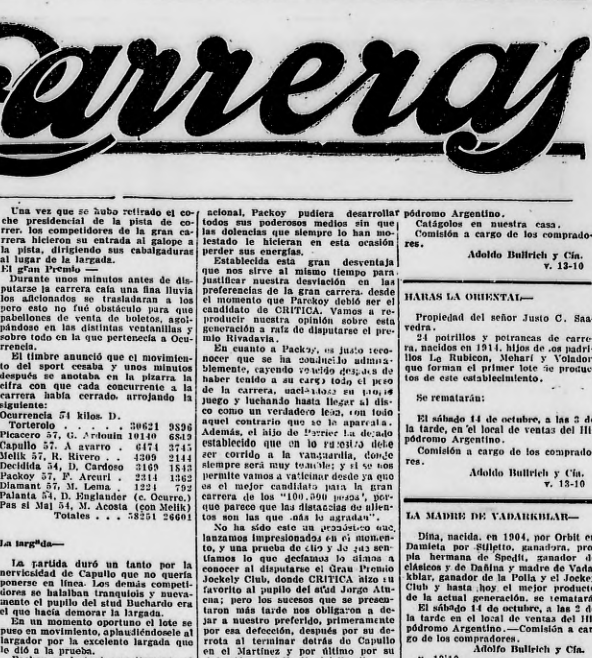 Carreras
Una vez que se hubo retirado el co-
che presidencial de la pista de co-
rrer, los competidores de la gran ca-
rrera hicieron su entrada al galope a
la pista, dirigiendo sus cabalgaduras
al lugar de la largada.
El gran Premio —
Durante unos minutos antes de dis-
putarse la carrera caía una fina lluvia
los aficionados se trasladaran a los
pero esto no fué obstáculo para que
pabellones de venta de boletos, agol-
pándose en las distintas ventanillas y
sobre todo en la que pertenecía a Ocu-
rrencia.
El timbre anunció que el movimien-
to del sport cesaba y unos minutos
después se anotaba en la pizarra la
cifra con que cada concurrente a la
carrera había cerrado, arrojando la
siguiente:
Ocurrencia 54 kilos. D.
Torterolo . . . . 30621 9896
Picacero 57, G. Ardouin 10140 6849
Capullo 57. A avarro . 6474 3745
Melik 57, R. Rivero . . 4309 2144
Decidida 54, D. Cardoso 3169 1843
Packoy 57, F. Arcuri . . 2314 1362
Diamant 57, M. Lema . 1224 792
Palanta 54, D. Englander (c. Ocurre.)
Pas si Mal 54, M. Acosta (con Melik)
Totales . . . 58251 26601
La larg"da—
La partida duró un tanto por la
nerviosidad de Capullo que no quería
ponerse en línea. Los demás competi-
dores se halalban tranquiols y nueva-
mente el pupilo del stud Buchardo era
el que hacía demorar la largada.
En un momento oportuno el lote se
puso en movimiento, aplaudiéndosele al
largador por la excelente largada que
le dió a la prueba.
acional, Packoy pudiera desarrollar
todos sus poderosos medios sin que
las dolencias que siempre lo han mo-
lestado le hicieran en esta ocasión
perder sus energías.
Establecida esta gran desventaja
que nos sirve al mismo tiempo para
justificar nuestra desviación en las
preferencias de la gran carrera, desde
el momento que Parckoy debió ser el
candidato de CRITICA. Vamos a re-
producir nuestra opinión sobre esta
generación a raíz de disputarse el pre-
mio Rivadavia.
En cuanto a Packoy, es justo reco-
nocer que se ha conducido admira-
blemente, cayendo vencido después de
haber tenido a su cargo todo el peso
de la carrera, haciéndose su propio
juego y luchando hasta llegar al dis-
co como un verdadero león, con todo
aquel contrario que se le aparcaba.
Además, el hijo de Perrier ha dejado
establecido que en lo sucesivo debe
ser corrido a la vanguardia, donde
siempre será muy temible; y si se nos
permite vamos a vaticinar desde ya que
es el mejor candidato para la gran
carrera de los "100.000 pesos", por-
que parece que las distancias de alien-
tos son las que más le agradan".
No ha sido este un pronóstico que
lanzamos impresionados en el momen-
to, y una prueba de ello y de que sen-
tíamos lo que decíamos lo dimos a
conocer al disputarse el Gran Premio
Jockely Club, donde CRITICA hizo su
favorito al pupilo del stud Jorge Atu-
cha; pero los sucesos que se presen-
taron más tarde nos obligaron a de-
jar a nuestro preferido, primeramente
por esa defección, después por su de-
rrota al terminar detrás de Capullo
en el Martínez y por último por su
pódromo Argentino.
Catágolos en nuestra casa.
Comisión a cargo de los comprado-
res.
Adolfo Bullrich y Cía.
v. 13-10
HARAS LA ORIENTAL—
Propiedad del señor Justo C. Saa-
vedra.
24 potrillos y potrancas de carre-
ra, nacidos en 1914, hijos de los padri-
llos Le Rubicon, Meharí y Volador
que forman el primer lote de produc-
tos de este establecimiento.
Se rematarán:
El sábado 14 de octubre, a las 2 de
la tarde, en el local de ventas del Hi-
pódromo Argentino.
Comisión a cargo de los comprado-
res.
Adolfo Bullrich y Cía.
v. 13-10
LA MADRE DE VADARKBLAR—
Dina, nacida, en 1904, por Orbit en
Damieta por Stiletto, ganadora, pro-
pia hermana de Spedit, ganador de
clásicos y de Dañina y madre de Vada-
kblar, ganador de la Polla y el Jockey
Club y hasta hoy el mejor producto
de la actual generación, se rematará
El sábado 14 de octubre, a las 2 de
la tarde en el local de ventas del Hi-
pódromo Argentino.—Comisión a car-
go de los compradores.
Adolfo Bullrich y Cía.
v. 13-10